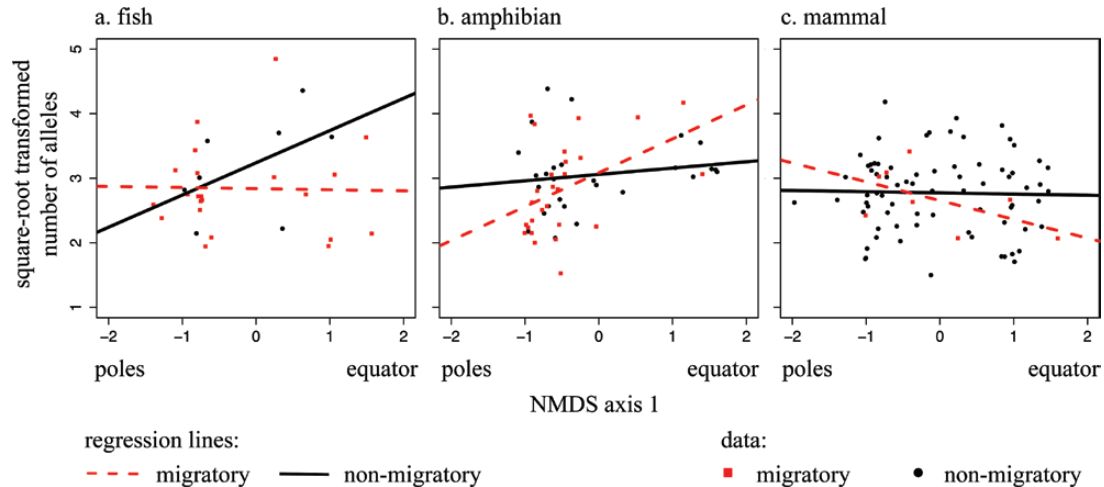 a. fish
b. amphibian
c. mammal
square-root transformed
number of alleles
5
4
3
2
1
−2 −1 0 1 2
−2 −1 0 1 2
−2 −1 0 1 2
poles equator
poles equator
poles equator
NMDS axis 1
regression lines:
migratory non-migratory
data:
migratory non-migratory